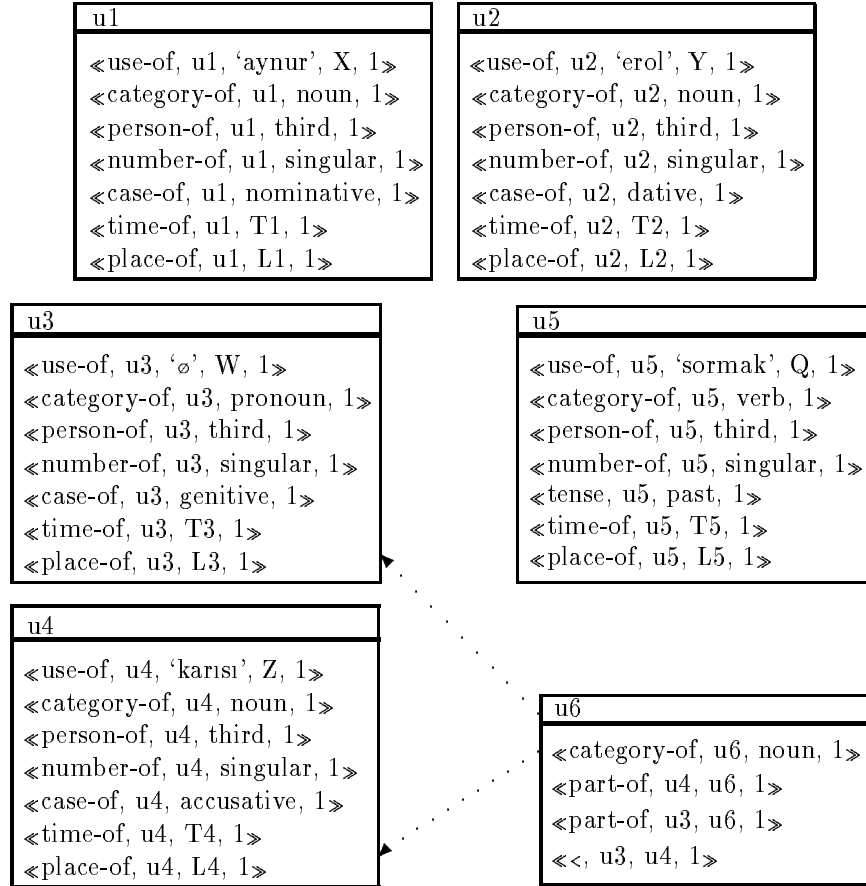 u1
≪use-of, u1, ‘aynur’, X, 1≫
≪category-of, u1, noun, 1≫
≪person-of, u1, third, 1≫
≪number-of, u1, singular, 1≫
≪case-of, u1, nominative, 1≫
≪time-of, u1, T1, 1≫
≪place-of, u1, L1, 1≫
u2
≪use-of, u2, ‘erol’, Y, 1≫
≪category-of, u2, noun, 1≫
≪person-of, u2, third, 1≫
≪number-of, u2, singular, 1≫
≪case-of, u2, dative, 1≫
≪time-of, u2, T2, 1≫
≪place-of, u2, L2, 1≫
u3
≪use-of, u3, ‘ø’, W, 1≫
≪category-of, u3, pronoun, 1≫
≪person-of, u3, third, 1≫
≪number-of, u3, singular, 1≫
≪case-of, u3, genitive, 1≫
≪time-of, u3, T3, 1≫
≪place-of, u3, L3, 1≫
u5
≪use-of, u5, ‘sormak’, Q, 1≫
≪category-of, u5, verb, 1≫
≪person-of, u5, third, 1≫
≪number-of, u5, singular, 1≫
≪tense, u5, past, 1≫
≪time-of, u5, T5, 1≫
≪place-of, u5, L5, 1≫
u4
≪use-of, u4, ‘karısı’, Z, 1≫
≪category-of, u4, noun, 1≫
≪person-of, u4, third, 1≫
≪number-of, u4, singular, 1≫
≪case-of, u4, accusative, 1≫
≪time-of, u4, T4, 1≫
≪place-of, u4, L4, 1≫
u6
≪category-of, u6, noun, 1≫
≪part-of, u4, u6, 1≫
≪part-of, u3, u6, 1≫
≪<, u3, u4, 1≫